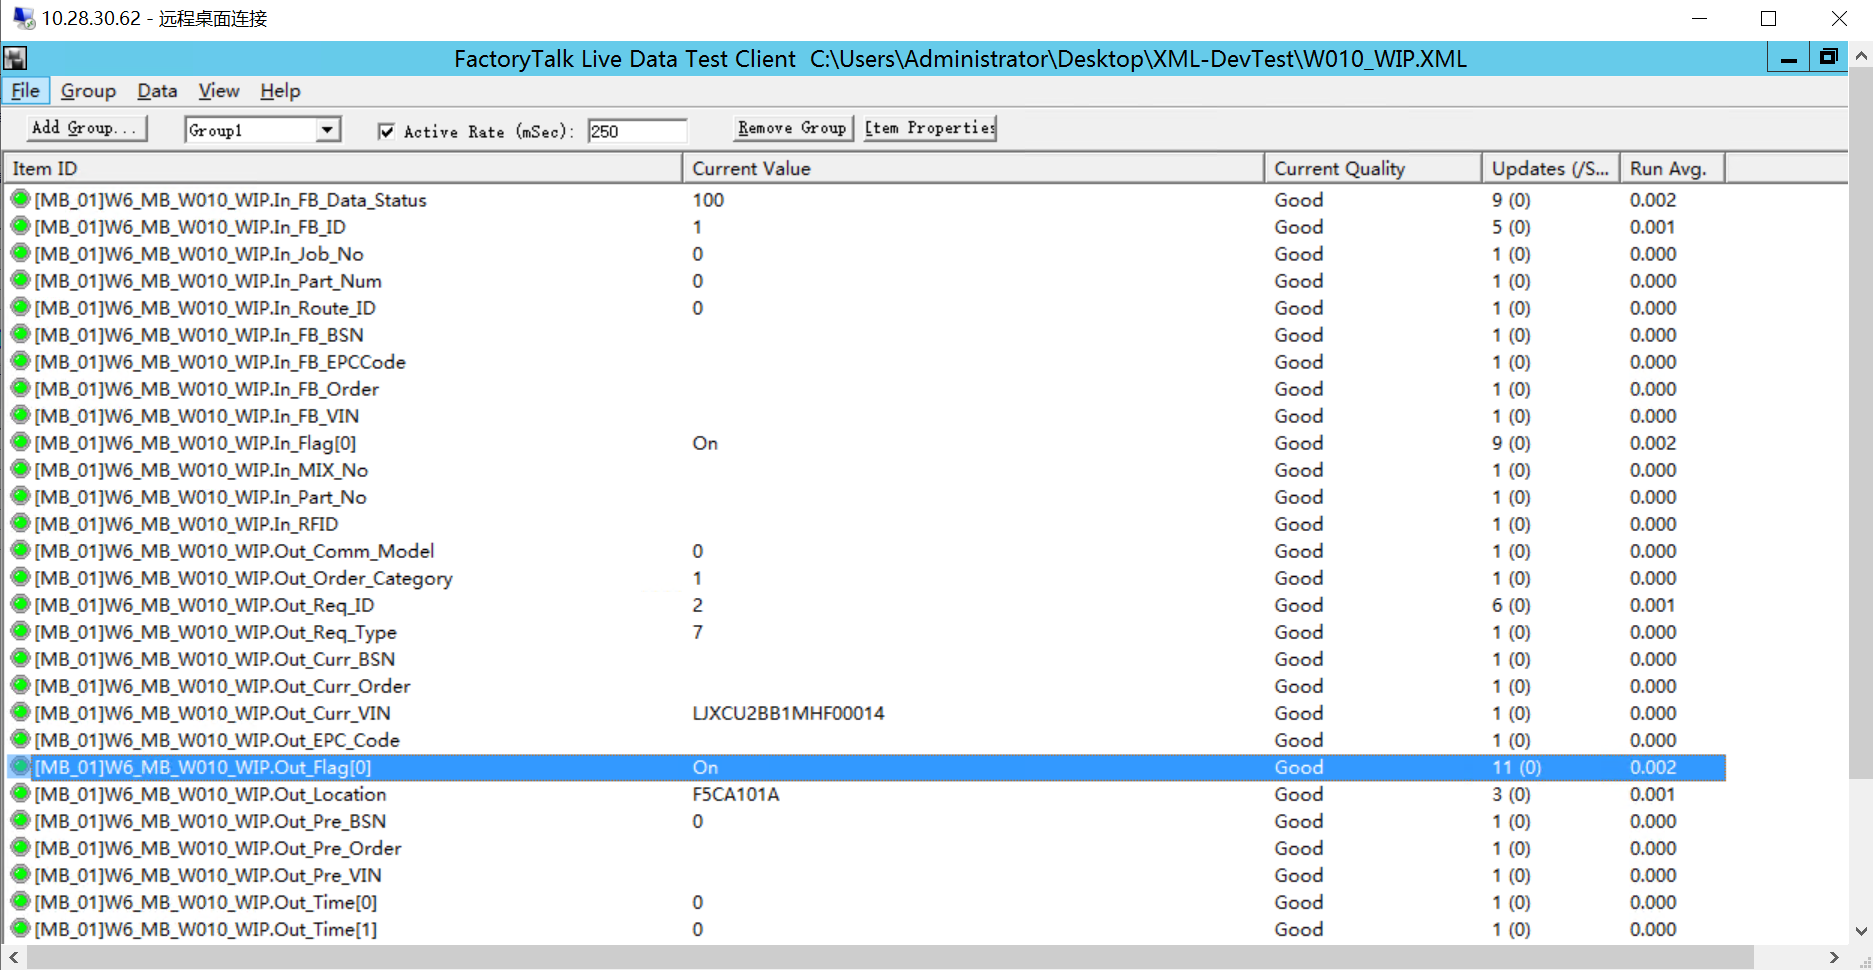 10.28.30.62 - 远程桌面连接
FactoryTalk Live Data Test Client C:\Users\Administrator\Desktop\XML-DevTest\W010_WIP.XML
File Group Data View Help
Add Group... Group1 Active Rate (mSec): 250 Remove Group Item Properties
Item ID Current Value Current Quality Updates (/S... Run Avg.
[MB_01]W6_MB_W010_WIP.In_FB_Data_Status 100 Good 9 (0) 0.002
[MB_01]W6_MB_W010_WIP.In_FB_ID 1 Good 5 (0) 0.001
[MB_01]W6_MB_W010_WIP.In_Job_No 0 Good 1 (0) 0.000
[MB_01]W6_MB_W010_WIP.In_Part_Num 0 Good 1 (0) 0.000
[MB_01]W6_MB_W010_WIP.In_Route_ID 0 Good 1 (0) 0.000
[MB_01]W6_MB_W010_WIP.In_FB_BSN Good 1 (0) 0.000
[MB_01]W6_MB_W010_WIP.In_FB_EPCCode Good 1 (0) 0.000
[MB_01]W6_MB_W010_WIP.In_FB_Order Good 1 (0) 0.000
[MB_01]W6_MB_W010_WIP.In_FB_VIN Good 1 (0) 0.000
[MB_01]W6_MB_W010_WIP.In_Flag[0] On Good 9 (0) 0.002
[MB_01]W6_MB_W010_WIP.In_MIX_No Good 1 (0) 0.000
[MB_01]W6_MB_W010_WIP.In_Part_No Good 1 (0) 0.000
[MB_01]W6_MB_W010_WIP.In_RFID Good 1 (0) 0.000
[MB_01]W6_MB_W010_WIP.Out_Comm_Model 0 Good 1 (0) 0.000
[MB_01]W6_MB_W010_WIP.Out_Order_Category 1 Good 1 (0) 0.000
[MB_01]W6_MB_W010_WIP.Out_Req_ID 2 Good 6 (0) 0.001
[MB_01]W6_MB_W010_WIP.Out_Req_Type 7 Good 1 (0) 0.000
[MB_01]W6_MB_W010_WIP.Out_Curr_BSN Good 1 (0) 0.000
[MB_01]W6_MB_W010_WIP.Out_Curr_Order Good 1 (0) 0.000
[MB_01]W6_MB_W010_WIP.Out_Curr_VIN LJXCU2BB1MHF00014 Good 1 (0) 0.000
[MB_01]W6_MB_W010_WIP.Out_EPC_Code Good 1 (0) 0.000
[MB_01]W6_MB_W010_WIP.Out_Flag[0] On Good 11 (0) 0.002
[MB_01]W6_MB_W010_WIP.Out_Location F5CA101A Good 3 (0) 0.001
[MB_01]W6_MB_W010_WIP.Out_Pre_BSN 0 Good 1 (0) 0.000
[MB_01]W6_MB_W010_WIP.Out_Pre_Order Good 1 (0) 0.000
[MB_01]W6_MB_W010_WIP.Out_Pre_VIN Good 1 (0) 0.000
[MB_01]W6_MB_W010_WIP.Out_Time[0] 0 Good 1 (0) 0.000
[MB_01]W6_MB_W010_WIP.Out_Time[1] 0 Good 1 (0) 0.000